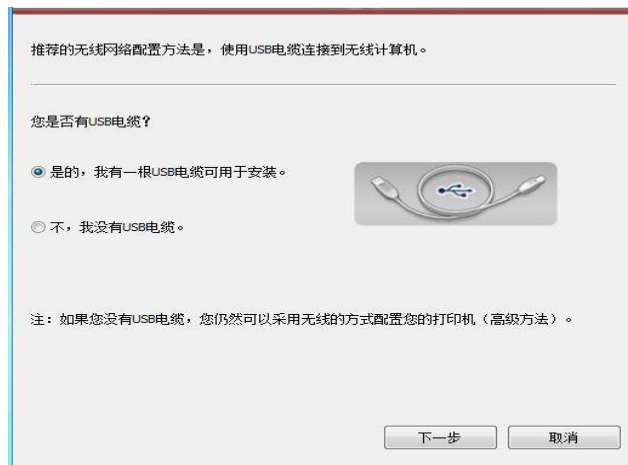 推荐的无线网络配置方法是，使用USB电缆连接到无线计算机。
您是否有USB电缆?
是的，我有一根USB电缆可用于安装。
不，我没有USB电缆。
注：如果您没有USB电缆，您仍然可以采用无线的方式配置您的打印机（高级方法）。
下一步
取消